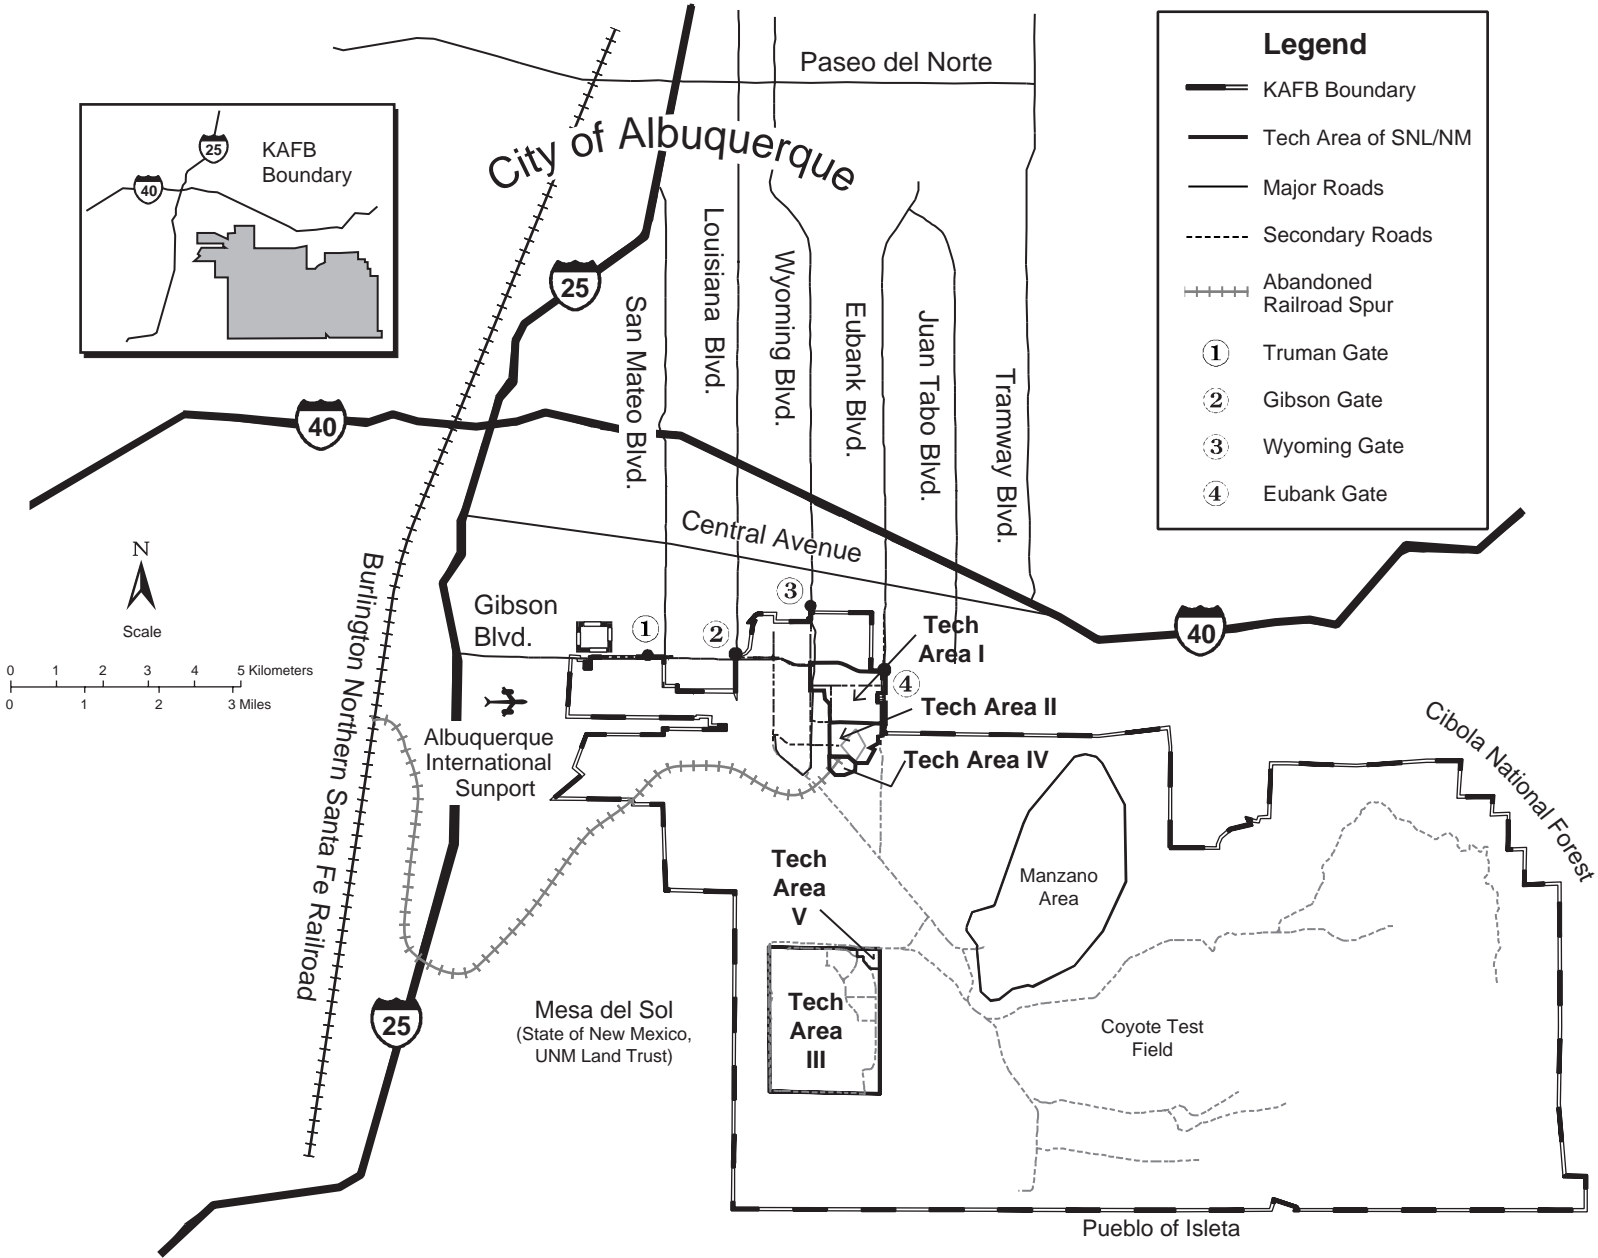 Legend
KAFB Boundary
Tech Area of SNL/NM
Major Roads
Secondary Roads
Abandoned
Railroad Spur
1 Truman Gate
2 Gibson Gate
3 Wyoming Gate
4 Eubank Gate
Paseo del Norte
City of Albuquerque
25
40
KAFB
Boundary
25
40
San Mateo Blvd.
Louisiana Blvd.
Wyoming Blvd.
Eubank Blvd.
Juan Tabo Blvd.
Tramway Blvd.
Central Avenue
N
Scale
0 1 2 3 4 5 Kilometers
0 1 2 3 Miles
Burlington Northern Santa Fe Railroad
Gibson
Blvd.
1
2
3
4
40
Tech
Area I
Tech Area II
Tech Area IV
Albuquerque
International
Sunport
Cibola National Forest
Tech
Area
V
Manzano
Area
Tech
Area
III
Mesa del Sol
(State of New Mexico,
UNM Land Trust)
25
Coyote Test
Field
Pueblo of Isleta